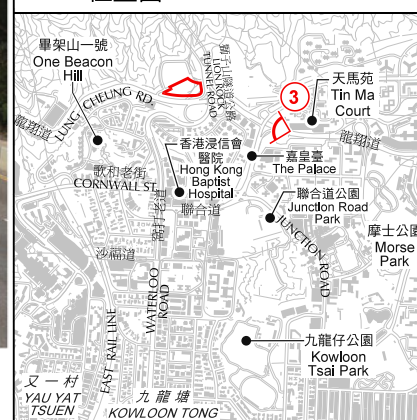 畢架山一號
One Beacon
Hill
獅子山隧道公路
LION ROCK
TUNNEL ROAD
3
天馬苑
Tin Ma
Court
龍翔道
LUNG CHEUNG RD.
龍翔道
香港浸信會
醫院
Hong Kong
Baptist
Hospital
嘉皇臺
The Palace
歌和老街
CORNWALL ST.
聯合道
聯合道公園
Junction Road
Park
JUNCTION
ROAD
摩士公園
Morse
Park
沙福道
窩打老道
WATERLOO
ROAD
EAST RAIL LINE
九龍仔公園
Kowloon
Tsai Park
又一村
YAU YAT
TSUEN
九龍塘
KOWLOON TONG